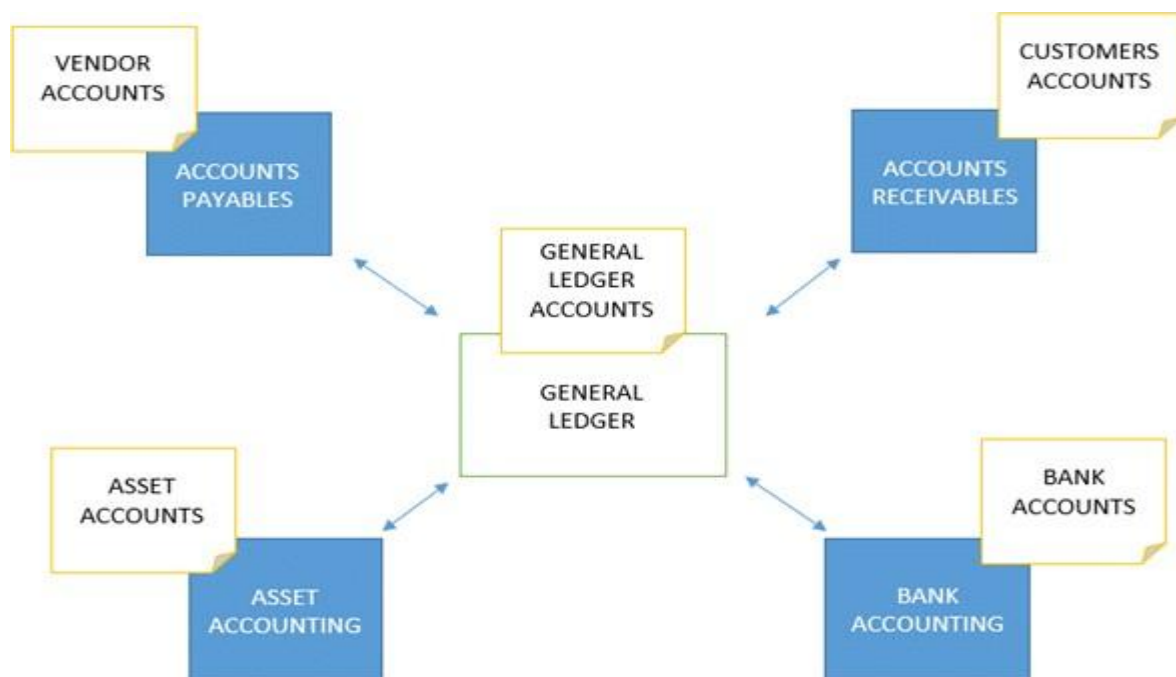 VENDOR
ACCOUNTS
ACCOUNTS
PAYABLES
CUSTOMERS
ACCOUNTS
ACCOUNTS
RECEIVABLES
GENERAL
LEDGER
ACCOUNTS
GENERAL
LEDGER
ASSET
ACCOUNTS
ASSET
ACCOUNTING
BANK
ACCOUNTS
BANK
ACCOUNTING